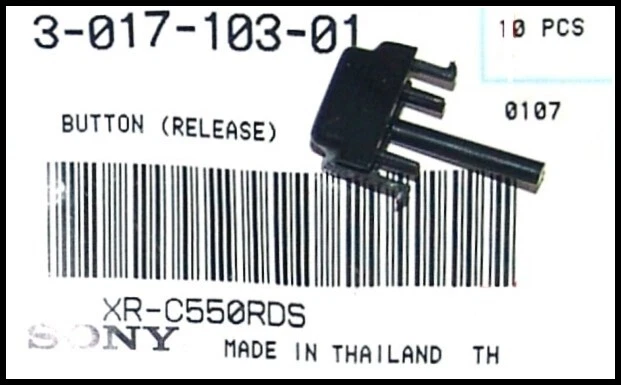 3-017-103-01
10 PCS
0107
BUTTON (RELEASE)
XR-C550RDS
SONY
MADE IN THAILAND TH